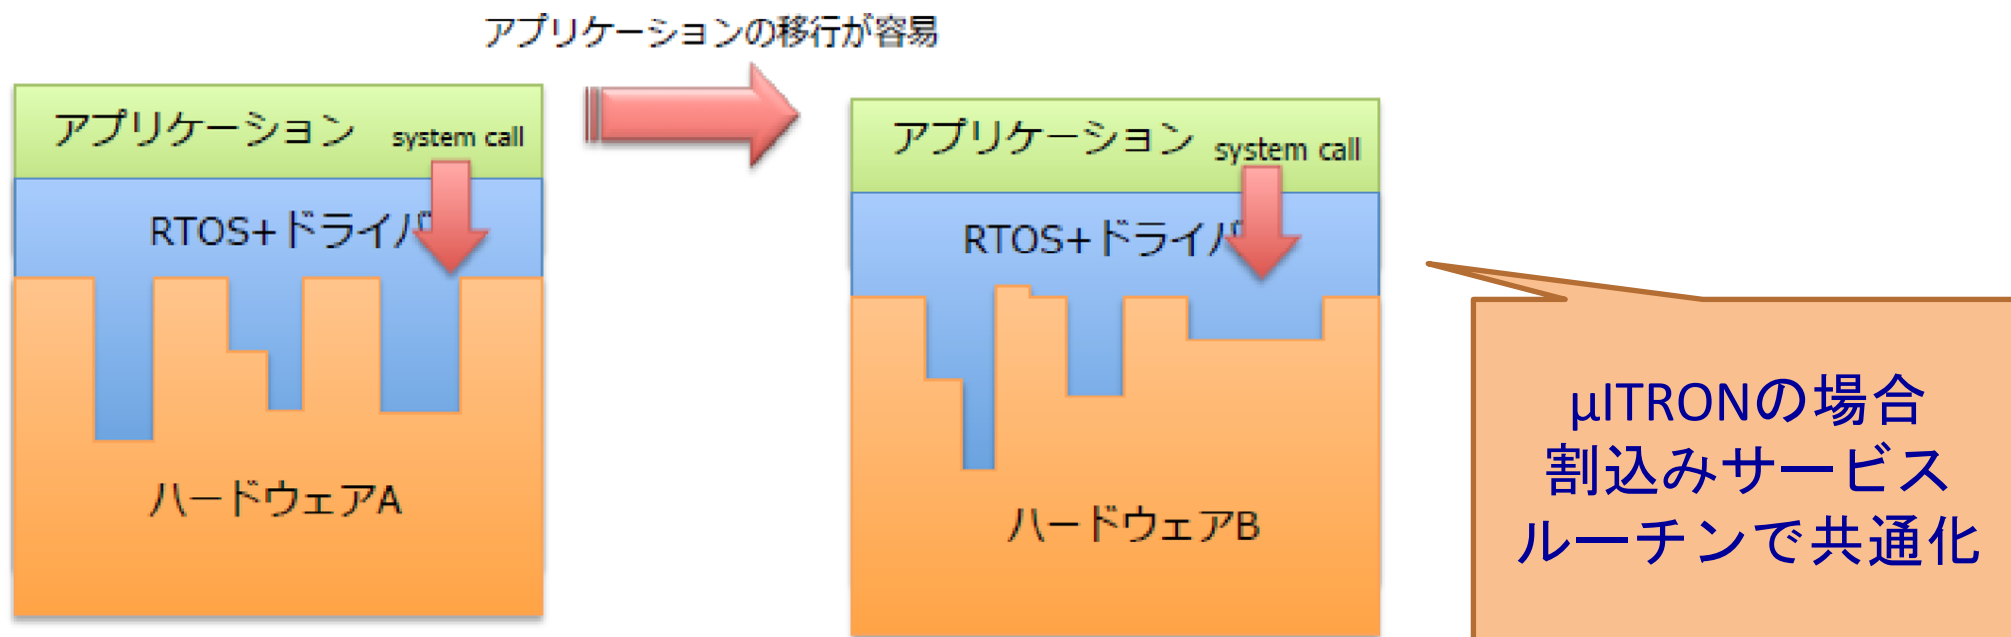 アプリケーションの移行が容易
アプリケーション system call
RTOS+ドライバ
ハードウェアA
アプリケーション system call
RTOS+ドライバ
ハードウェアB
μITRONの場合
割込みサービス
ルーチンで共通化